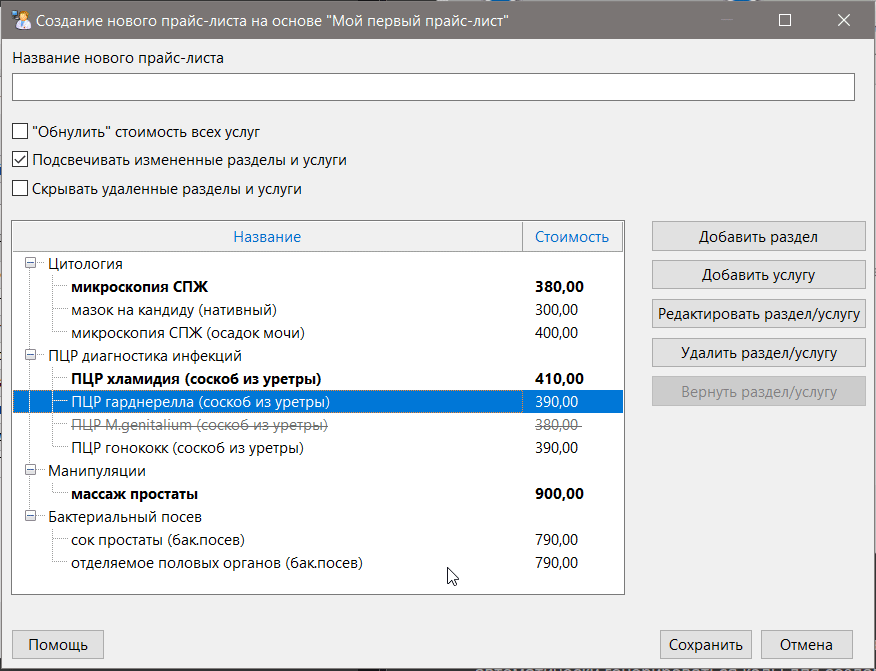 Создание нового прайс-листа на основе "Мой первый прайс-лист"
Название нового прайс-листа
"Обнулить" стоимость всех услуг
Подсвечивать измененные разделы и услуги
Скрывать удаленные разделы и услуги
Название Стоимость
Цитология
микроскопия СПЖ 380,00
мазок на кандиду (нативный) 300,00
микроскопия СПЖ (осадок мочи) 400,00
ПЦР диагностика инфекций
ПЦР хламидия (соскоб из уретры) 410,00
ПЦР гарднерелла (соскоб из уретры) 390,00
ПЦР M.genitalium (соскоб из уретры) 380,00
ПЦР гонококк (соскоб из уретры) 390,00
Манипуляции
массаж простаты 900,00
Бактериальный посев
сок простаты (бак.посев) 790,00
отделяемое половых органов (бак.посев) 790,00
Добавить раздел
Добавить услугу
Редактировать раздел/услугу
Удалить раздел/услугу
Вернуть раздел/услугу
Помощь
Сохранить
Отмена